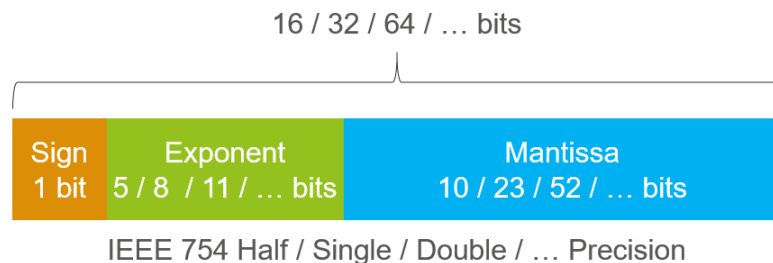 16 / 32 / 64 / … bits
Sign
1 bit
Exponent
5 / 8  / 11 / … bits
Mantissa
10 / 23 / 52 / … bits
IEEE 754 Half / Single / Double / … Precision